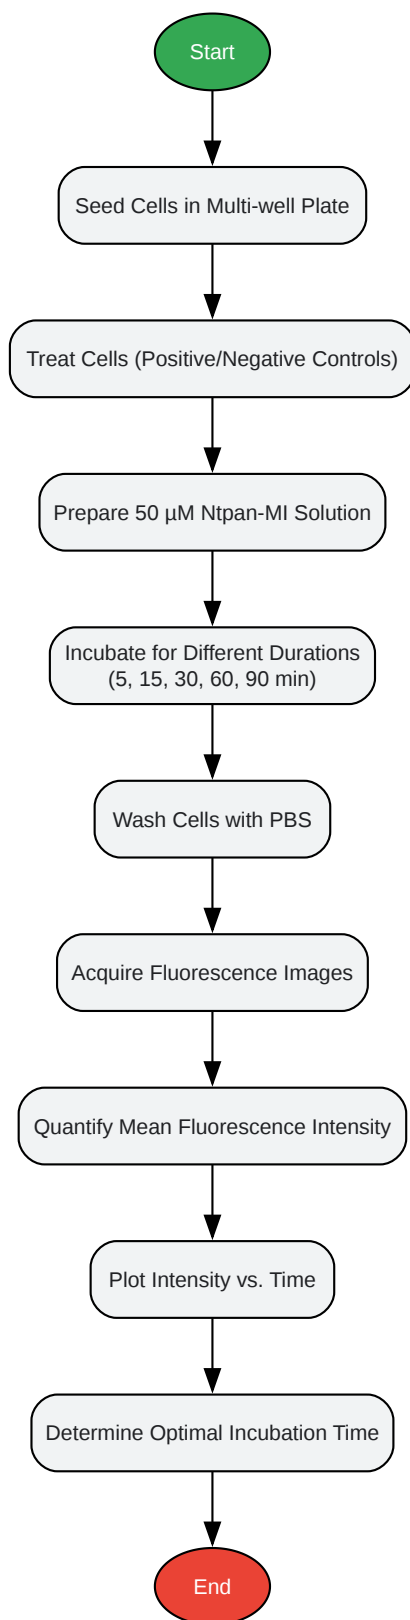 Start
Seed Cells in Multi-well Plate
Treat Cells (Positive/Negative Controls)
Prepare 50 µM Ntpan-MI Solution
Incubate for Different Durations
(5, 15, 30, 60, 90 min)
Wash Cells with PBS
Acquire Fluorescence Images
Quantify Mean Fluorescence Intensity
Plot Intensity vs. Time
Determine Optimal Incubation Time
End